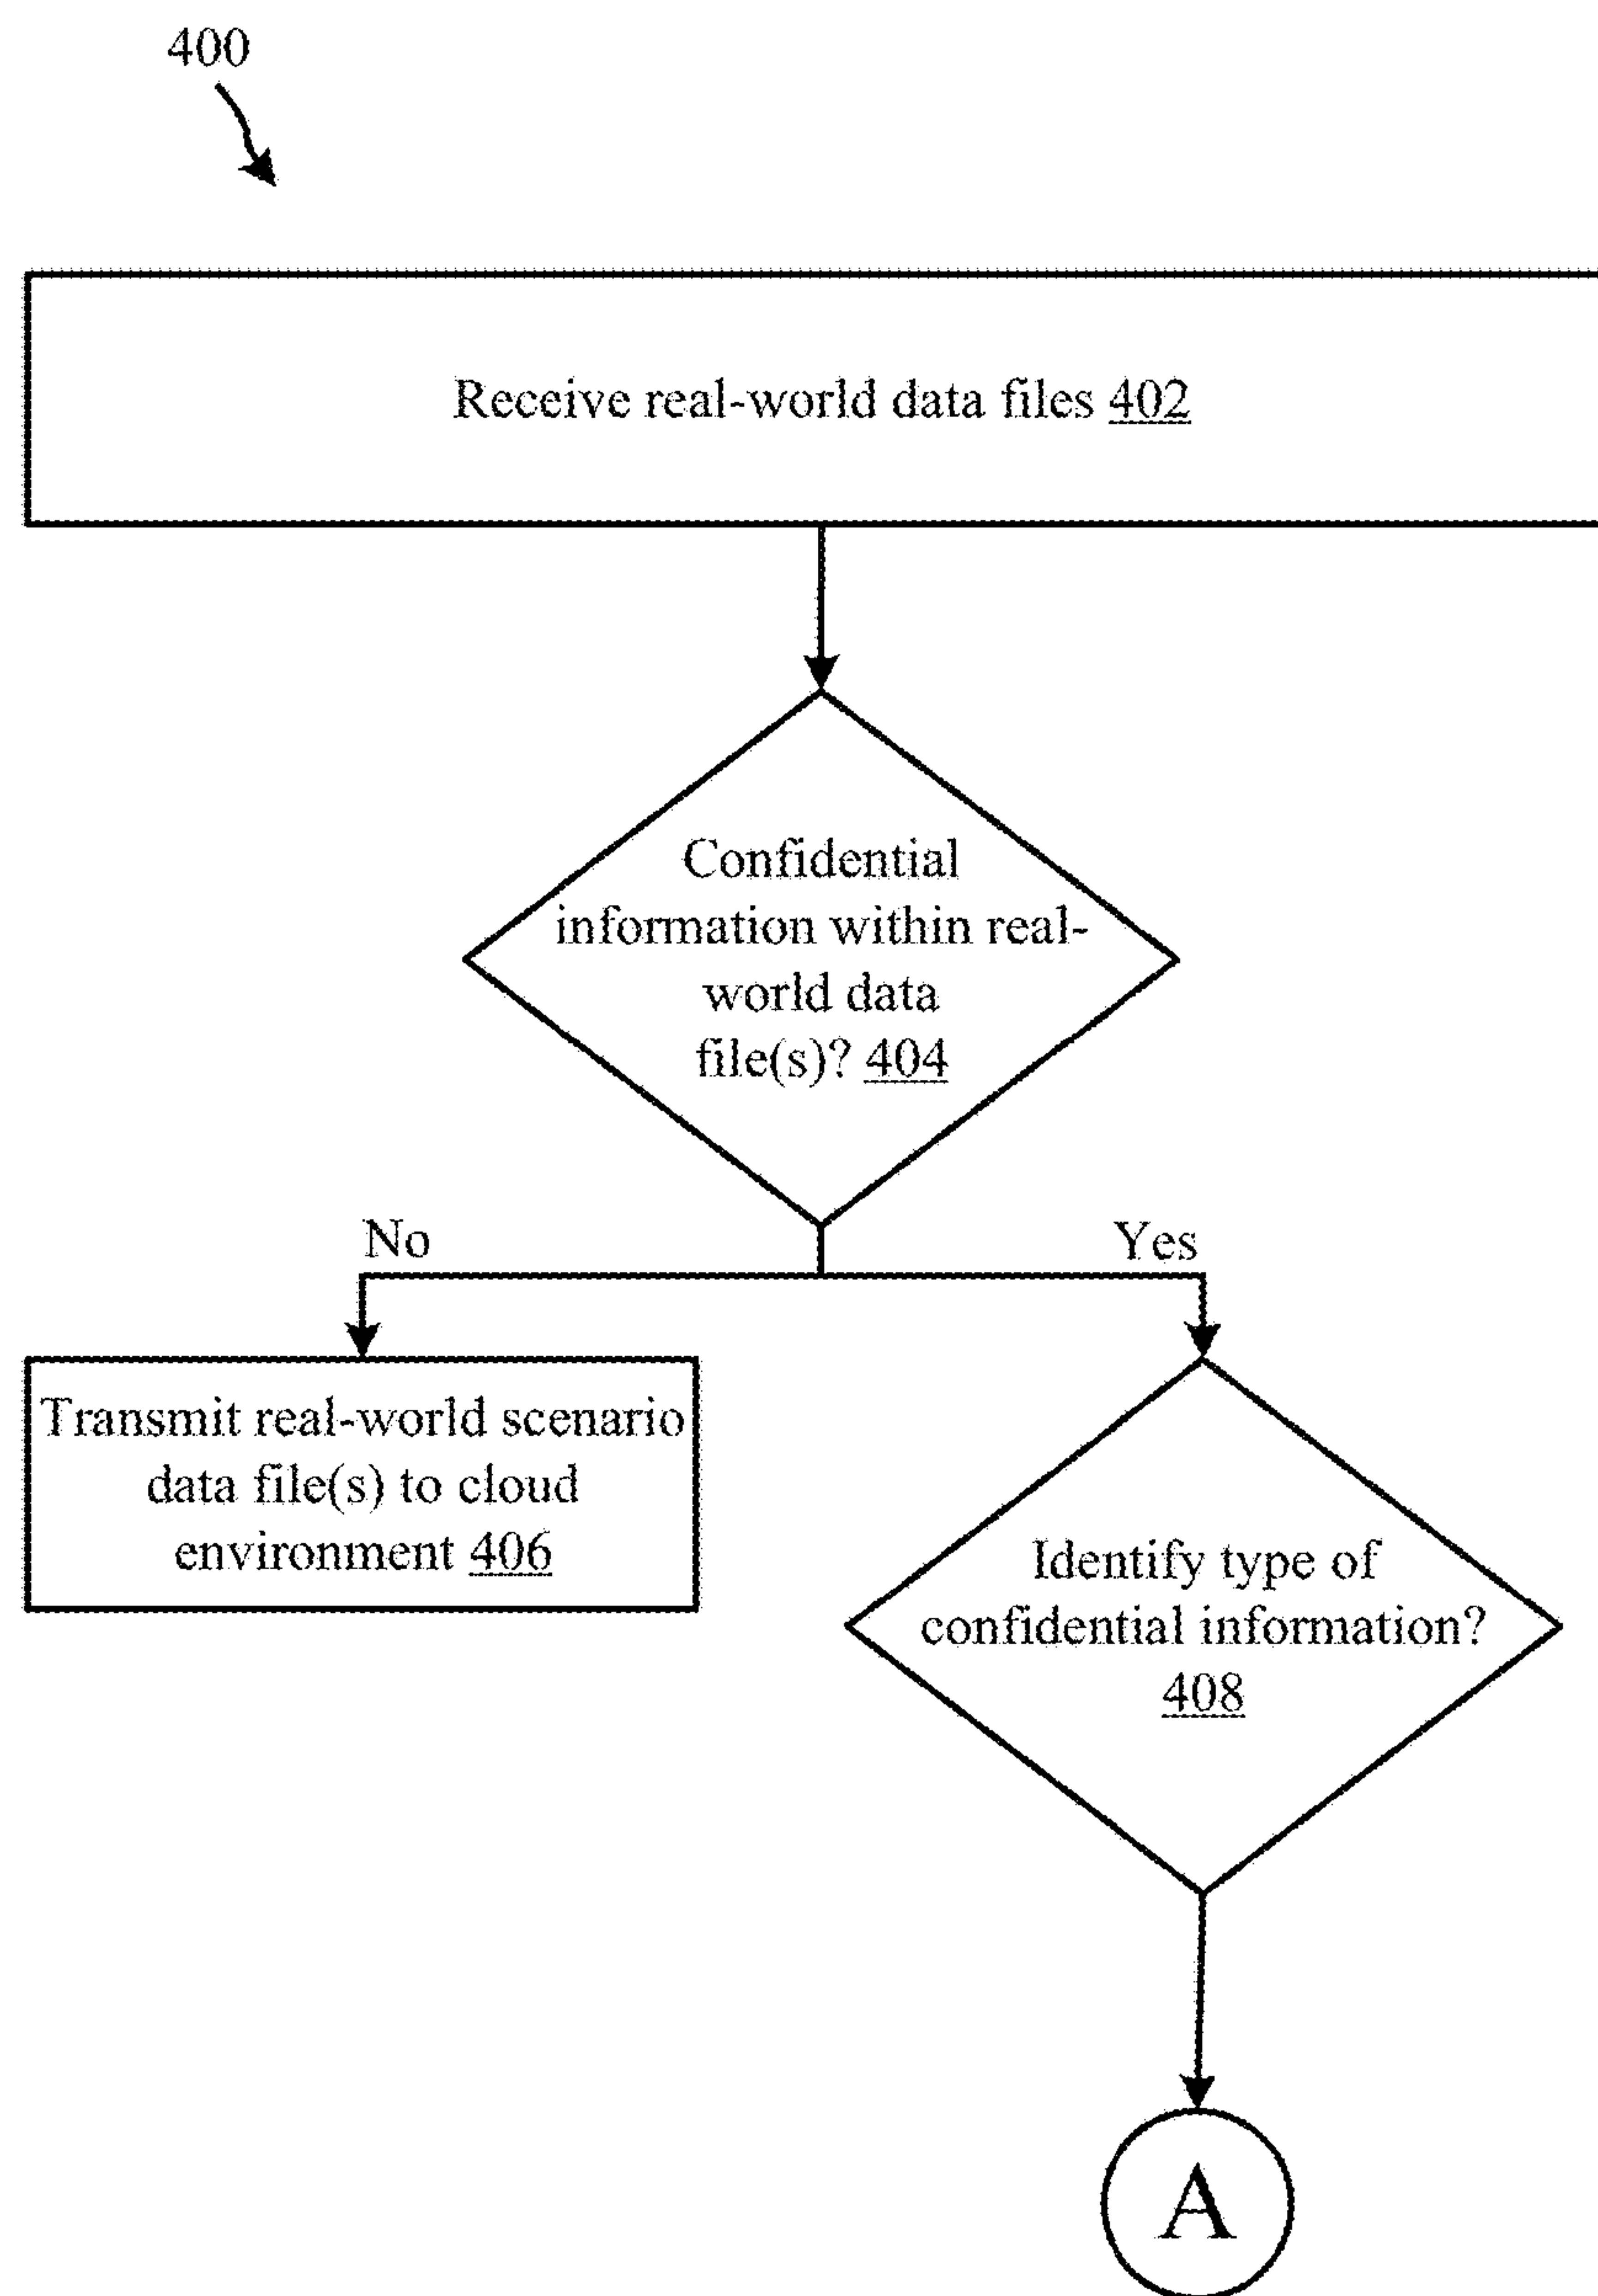 400
Receive real-world data files 402
Confidential
information within real-
world data
file(s)? 404
No
Yes
Transmit real-world scenario
data file(s) to cloud
environment 406
Identify type of
confidential information?
408
A